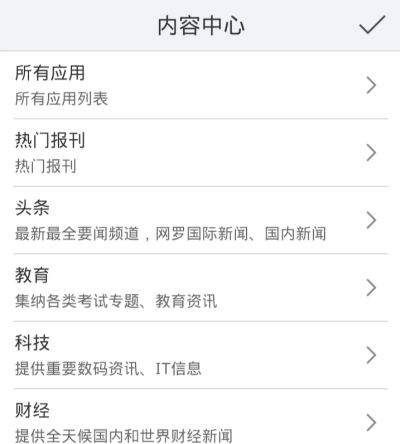 内容中心
所有应用
所有应用列表
热门报刊
热门报刊
头条
最新最全要闻频道，网罗国际新闻、国内新闻
教育
集纳各类考试专题、教育资讯
科技
提供重要数码资讯、IT信息
财经
提供全天候国内和世界财经新闻